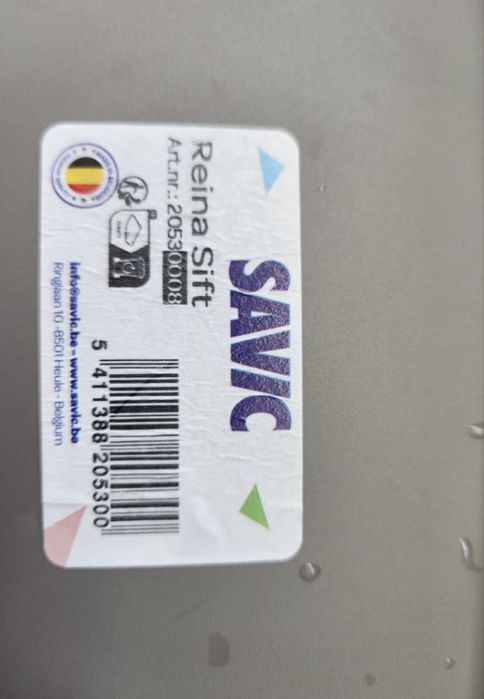 SAVIC
Reina Sift
Art.nr.: 20530008
5 411388 205300
info@savic.be - www.savic.be
Ringlaan 10 - 8501 Heule - Belgium